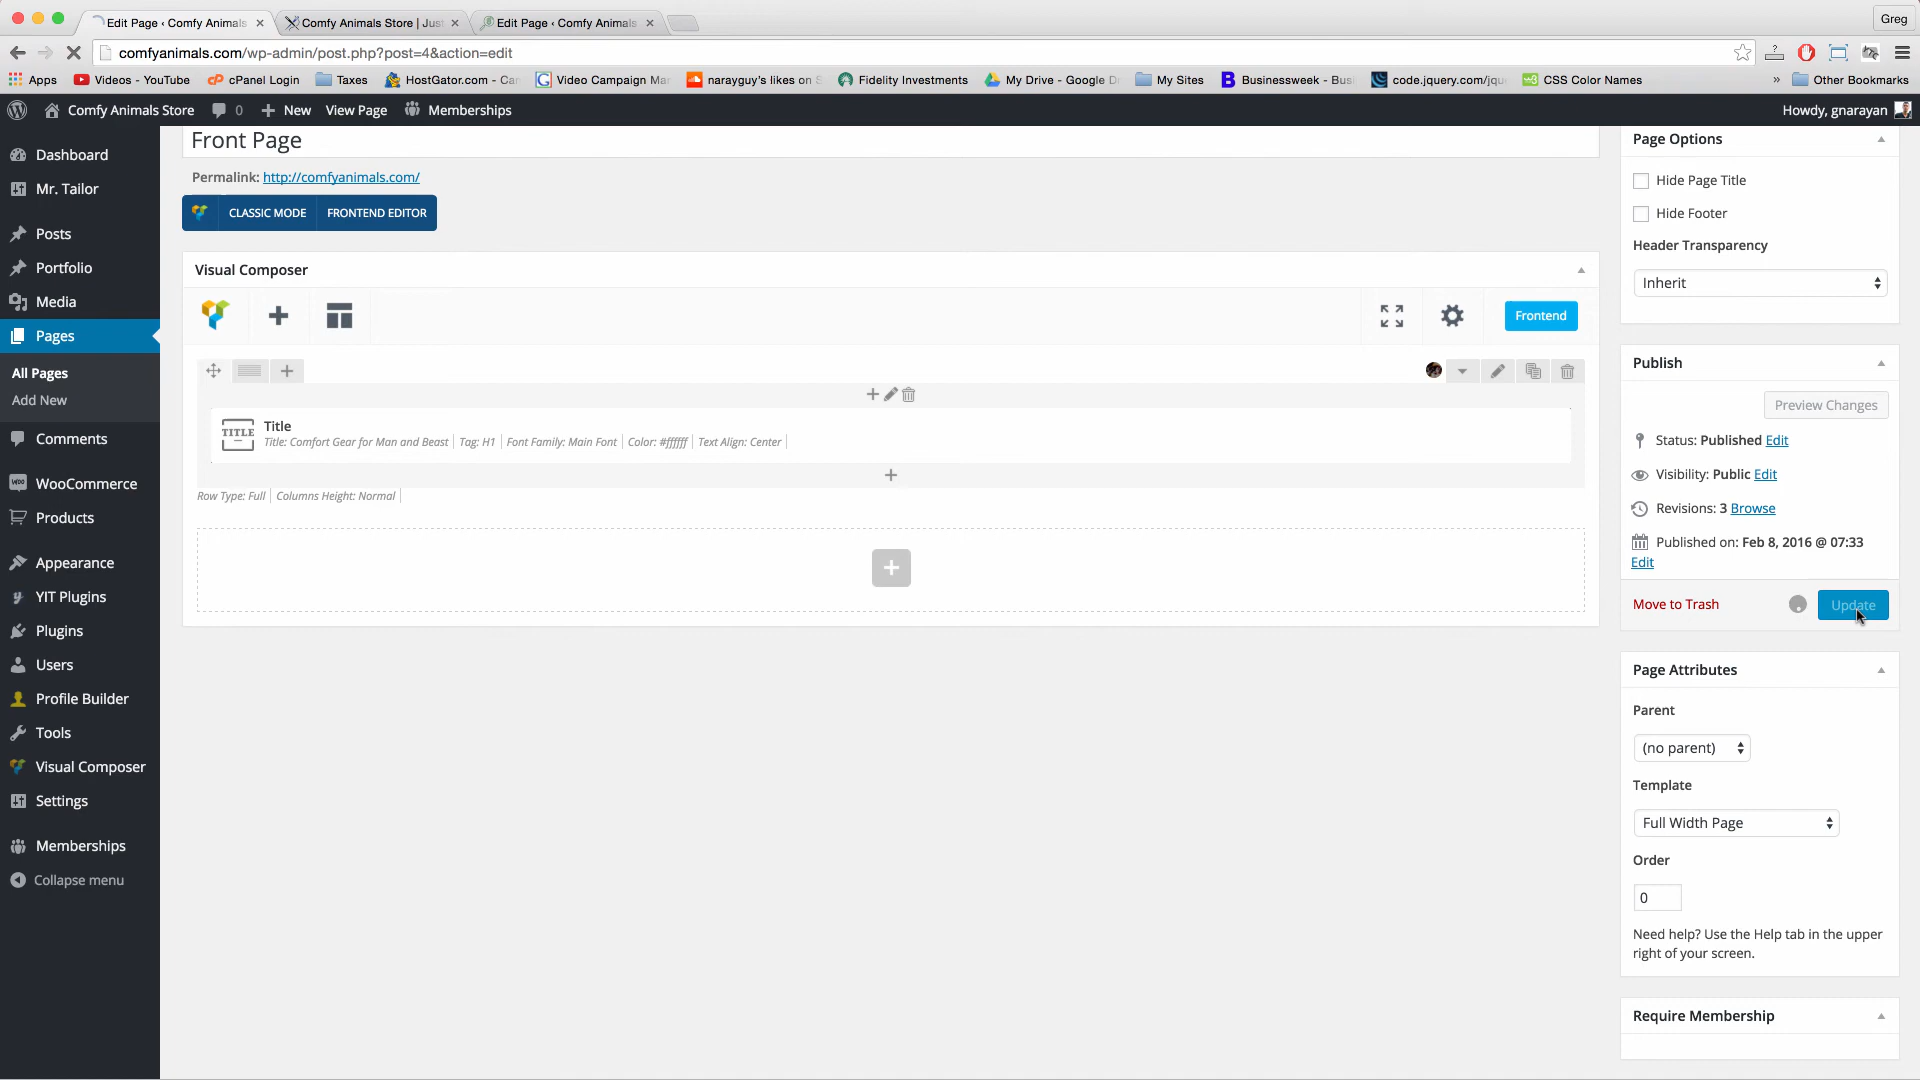 Edit Page ‹ Comfy Animals
Comfy Animals Store | Jus
Edit Page ‹ Comfy Animals
Greg
comfyanimals.com/wp-admin/post.php?post=4&action=edit
Apps
Videos - YouTube
cPanel Login
Taxes
HostGator.com - Can
Video Campaign Ma
narayguy's likes on S
Fidelity Investments
My Drive - Google D
My Sites
Businessweek - Bus
code.jquery.com/jqu
CSS Color Names
» Other Bookmarks
Comfy Animals Store
0
New
View Page
Memberships
Howdy, gnarayan
Dashboard
Mr. Tailor
Posts
Portfolio
Media
Pages
All Pages
Add New
Comments
WooCommerce
Products
Appearance
YIT Plugins
Plugins
Users
Profile Builder
Tools
Visual Composer
Settings
Memberships
Collapse menu
Front Page
Permalink: http://comfyanimals.com/
CLASSIC MODE
FRONTEND EDITOR
Visual Composer
Frontend
TITLE
Title
Title: Comfort Gear for Man and Beast | Tag: H1 | Font Family: Main Font | Color: #ffffff | Text Align: Center |
Row Type: Full | Columns Height: Normal |
Page Options
Hide Page Title
Hide Footer
Header Transparency
Inherit
Publish
Preview Changes
Status: Published Edit
Visibility: Public Edit
Revisions: 3 Browse
Published on: Feb 8, 2016 @ 07:33
Edit
Move to Trash
Update
Page Attributes
Parent
(no parent)
Template
Full Width Page
Order
0
Need help? Use the Help tab in the upper
right of your screen.
Require Membership